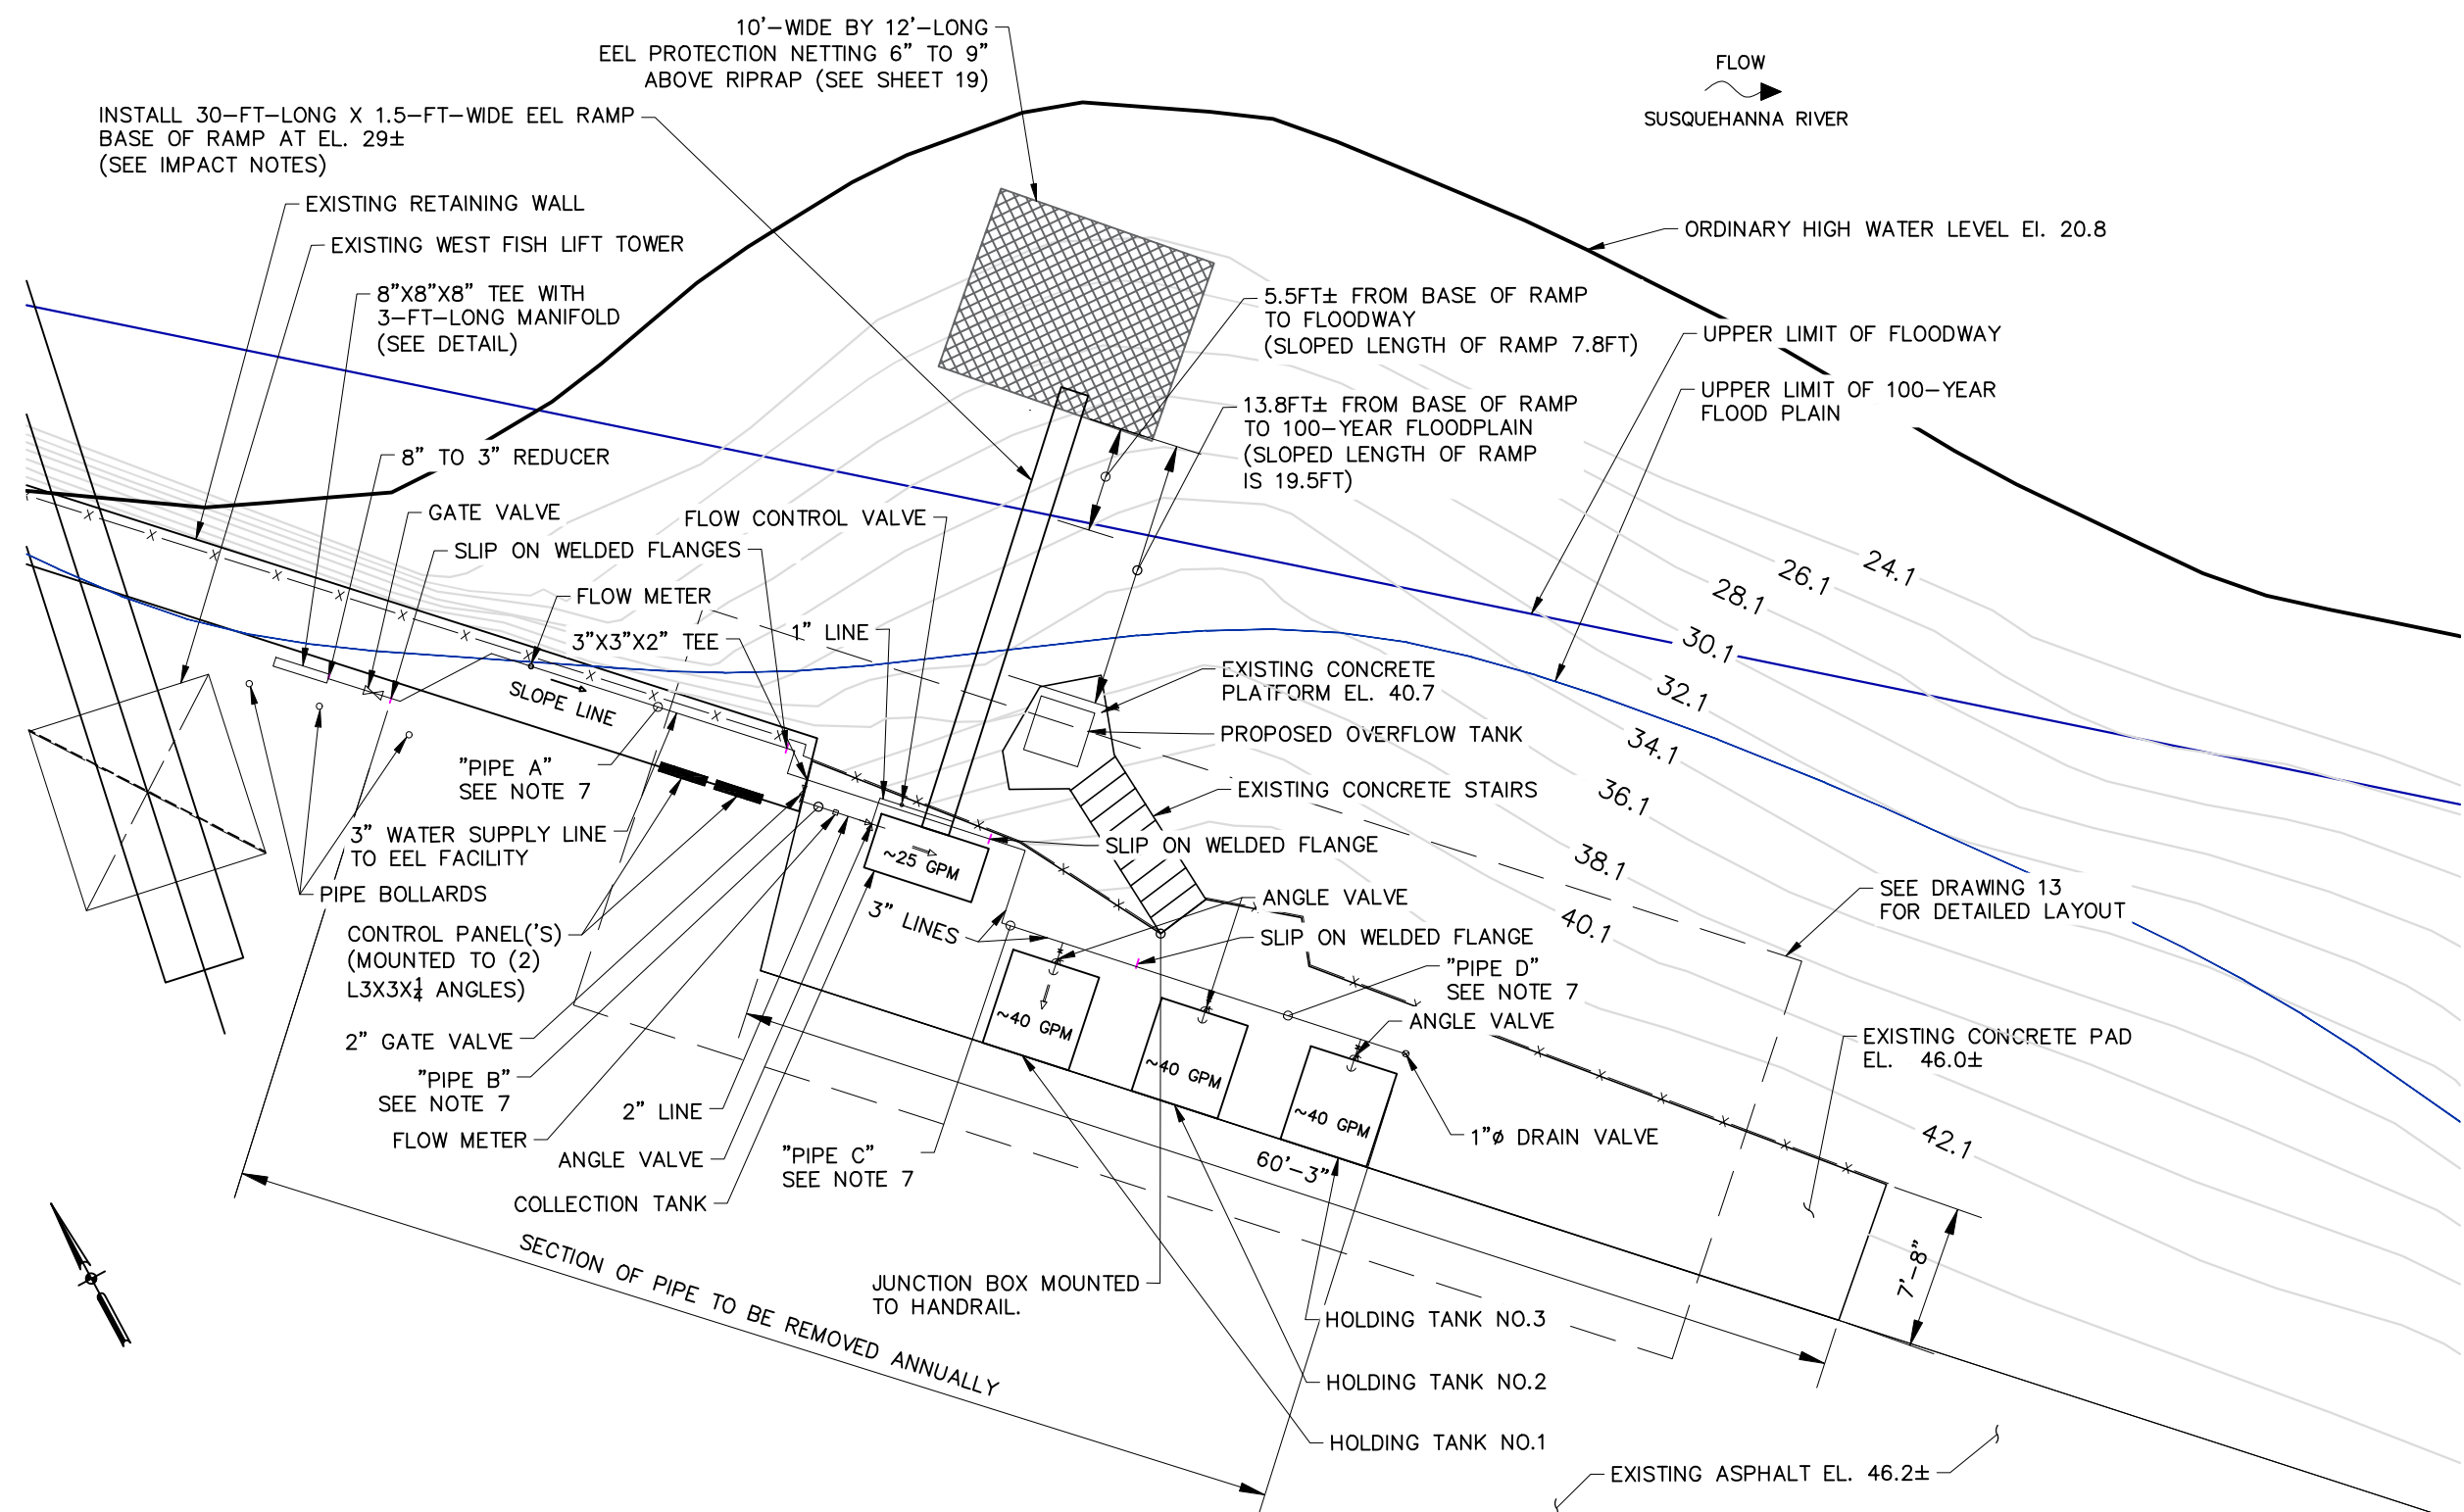 10'-WIDE BY 12'-LONG
EEL PROTECTION NETTING 6" TO 9"
ABOVE RIPRAP (SEE SHEET 19)
FLOW
SUSQUEHANNA RIVER
INSTALL 30-FT-LONG X 1.5-FT-WIDE EEL RAMP
BASE OF RAMP AT EL. 29±
(SEE IMPACT NOTES)
EXISTING RETAINING WALL
EXISTING WEST FISH LIFT TOWER
8"X8"X8" TEE WITH
3-FT-LONG MANIFOLD
(SEE DETAIL)
ORDINARY HIGH WATER LEVEL El. 20.8
5.5FT± FROM BASE OF RAMP
TO FLOODWAY
(SLOPED LENGTH OF RAMP 7.8FT)
UPPER LIMIT OF FLOODWAY
UPPER LIMIT OF 100-YEAR
FLOOD PLAIN
13.8FT± FROM BASE OF RAMP
TO 100-YEAR FLOODPLAIN
(SLOPED LENGTH OF RAMP
IS 19.5FT)
8" TO 3" REDUCER
GATE VALVE
FLOW CONTROL VALVE
SLIP ON WELDED FLANGES
FLOW METER
3"X3"X2" TEE
1" LINE
24.1
26.1
28.1
30.1
32.1
34.1
36.1
38.1
40.1
42.1
EXISTING CONCRETE
PLATFORM EL. 40.7
PROPOSED OVERFLOW TANK
EXISTING CONCRETE STAIRS
SLOPE LINE
"PIPE A"
SEE NOTE 7
3" WATER SUPPLY LINE
TO EEL FACILITY
PIPE BOLLARDS
~25 GPM
SLIP ON WELDED FLANGE
ANGLE VALVE
SEE DRAWING 13
FOR DETAILED LAYOUT
3" LINES
SLIP ON WELDED FLANGE
"PIPE D"
SEE NOTE 7
CONTROL PANEL('S)
(MOUNTED TO (2)
L3X3X¼ ANGLES)
ANGLE VALVE
EXISTING CONCRETE PAD
EL. 46.0±
~40 GPM
~40 GPM
~40 GPM
2" GATE VALVE
"PIPE B"
SEE NOTE 7
2" LINE
FLOW METER
1"ø DRAIN VALVE
ANGLE VALVE
"PIPE C"
SEE NOTE 7
60'-3"
COLLECTION TANK
7'-8"
SECTION OF PIPE TO BE REMOVED ANNUALLY
JUNCTION BOX MOUNTED
TO HANDRAIL.
HOLDING TANK NO.3
HOLDING TANK NO.2
HOLDING TANK NO.1
EXISTING ASPHALT EL. 46.2±